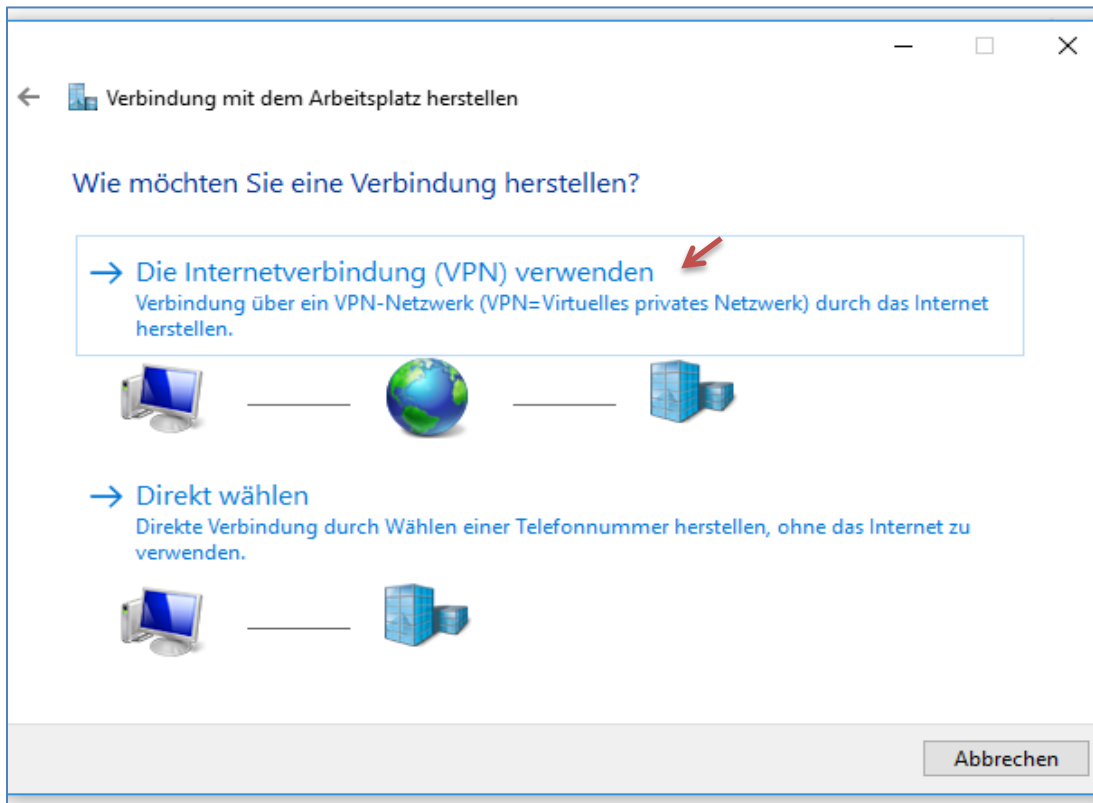 Verbindung mit dem Arbeitsplatz herstellen
Wie möchten Sie eine Verbindung herstellen?
Die Internetverbindung (VPN) verwenden
Verbindung über ein VPN-Netzwerk (VPN=Virtuelles privates Netzwerk) durch das Internet
herstellen.
Direkt wählen
Direkte Verbindung durch Wählen einer Telefonnummer herstellen, ohne das Internet zu
verwenden.
Abbrechen